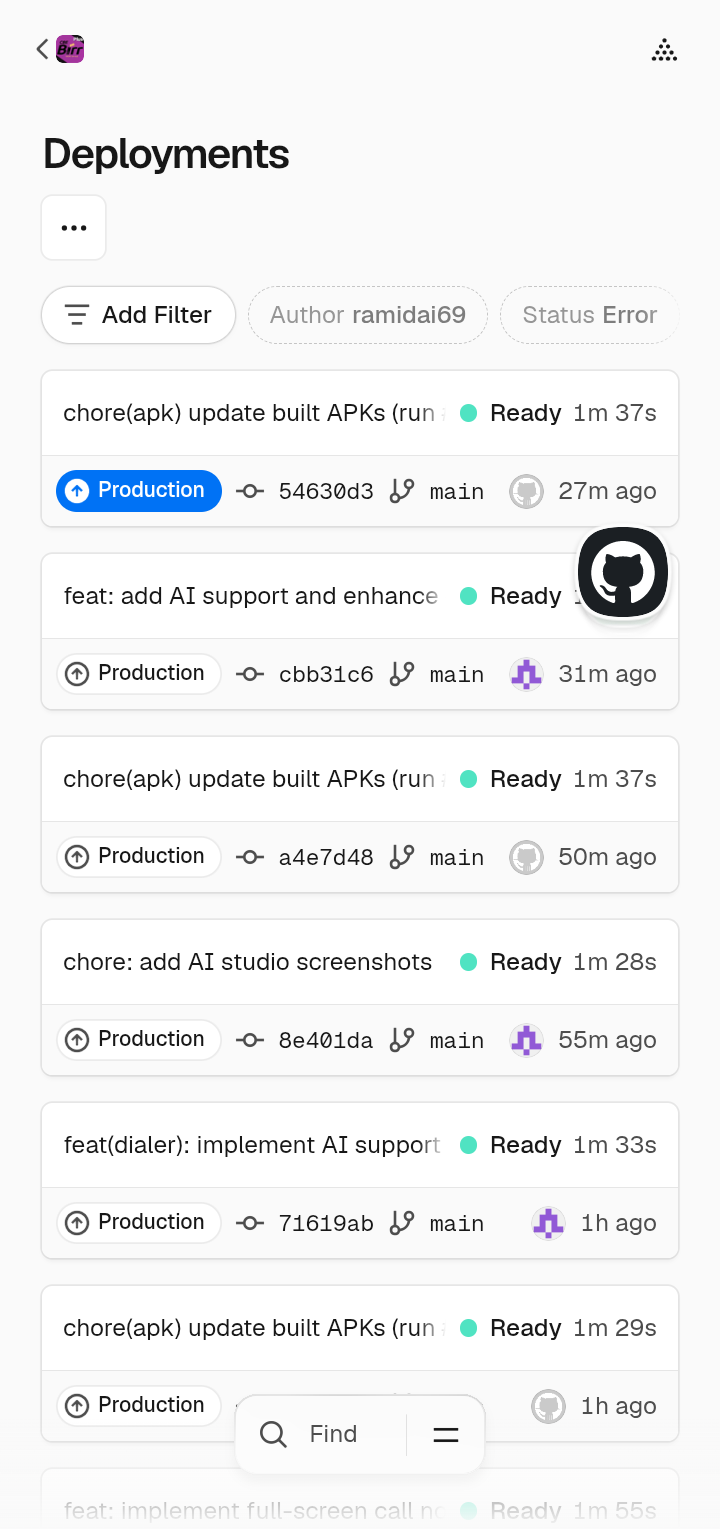 Birr
Deployments
Add Filter
Author ramidai69
Status Error
chore(apk) update built APKs (run
Ready 1m 37s
Production
54630d3
main
27m ago
feat: add AI support and enhance
Ready
Production
cbb31c6
main
31m ago
chore(apk) update built APKs (run
Ready 1m 37s
Production
a4e7d48
main
50m ago
chore: add AI studio screenshots
Ready 1m 28s
Production
8e401da
main
55m ago
feat(dialer): implement AI support
Ready 1m 33s
Production
71619ab
main
1h ago
chore(apk) update built APKs (run
Ready 1m 29s
Production
1h ago
Find
feat: implement full-screen call
Ready 1m 55s